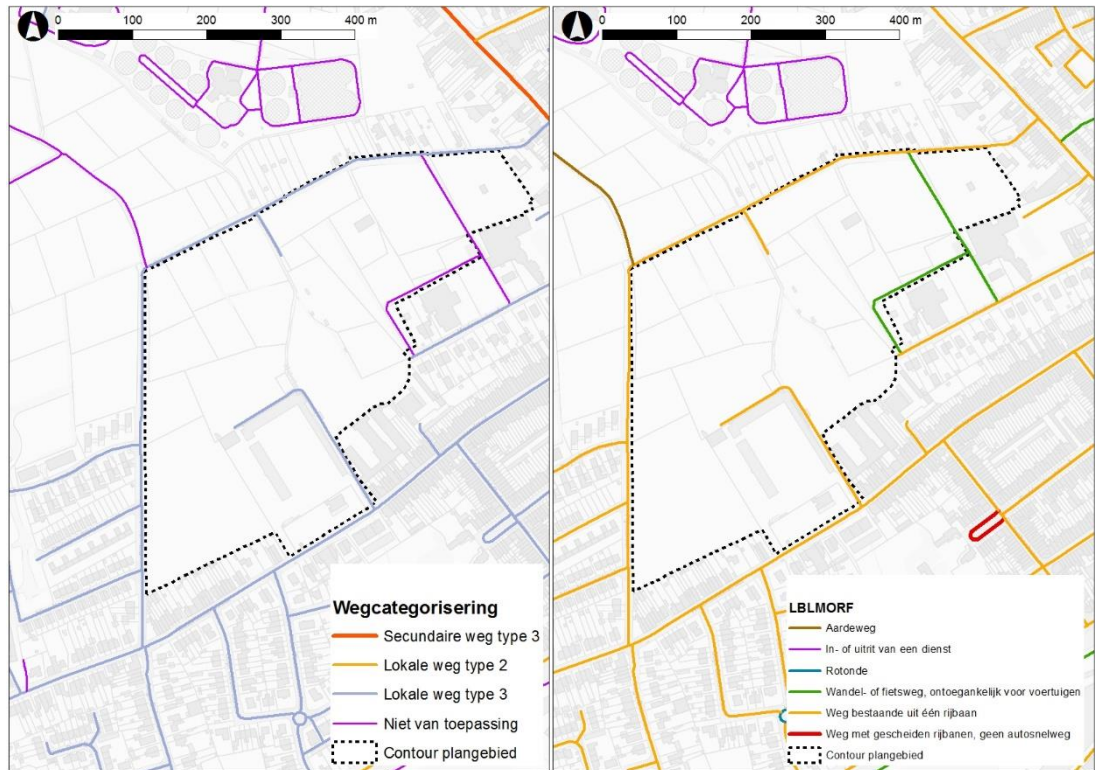 0 100 200 300 400 m
Wegcategorisering
Secundaire weg type 3
Lokale weg type 2
Lokale weg type 3
Niet van toepassing
Contour plangebied
0 100 200 300 400 m
LBLMORF
Aardeweg
In- of uitrit van een dienst
Rotonde
Wandel- of fietsweg, ontoegankelijk voor voertuigen
Weg bestaande uit één rijbaan
Weg met gescheiden rijbanen, geen autosnelweg
Contour plangebied